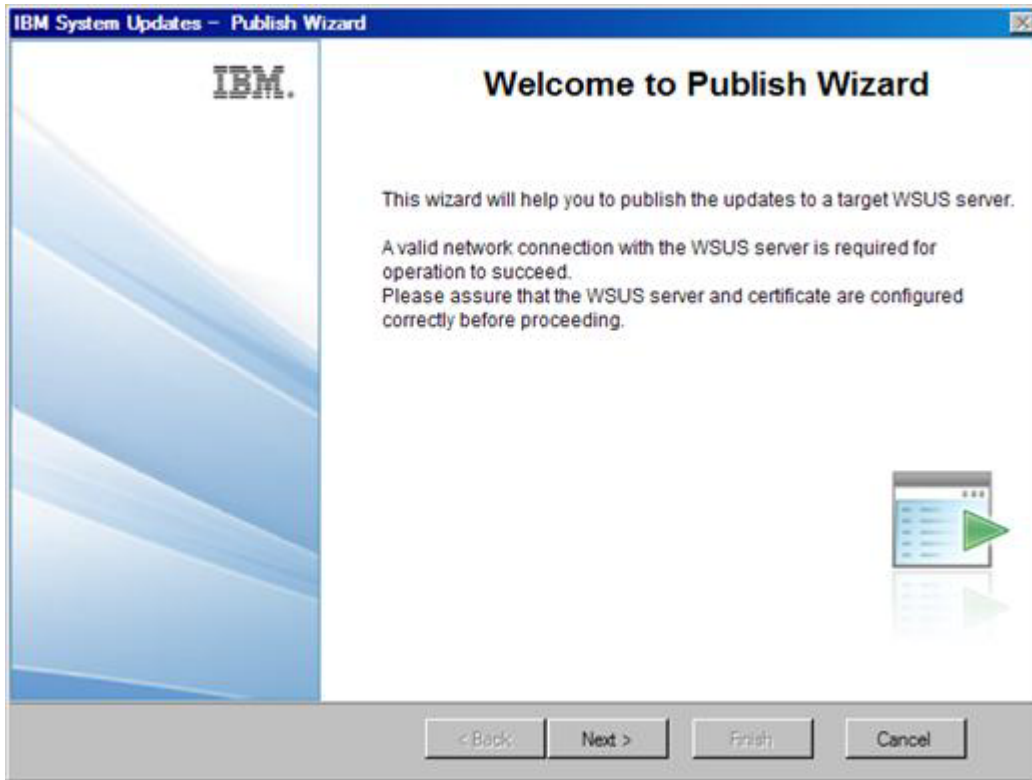 IBM System Updates – Publish Wizard
IBM.
Welcome to Publish Wizard
This wizard will help you to publish the updates to a target WSUS server.
A valid network connection with the WSUS server is required for
operation to succeed.
Please assure that the WSUS server and certificate are configured
correctly before proceeding.
< Back
Next >
Finish
Cancel